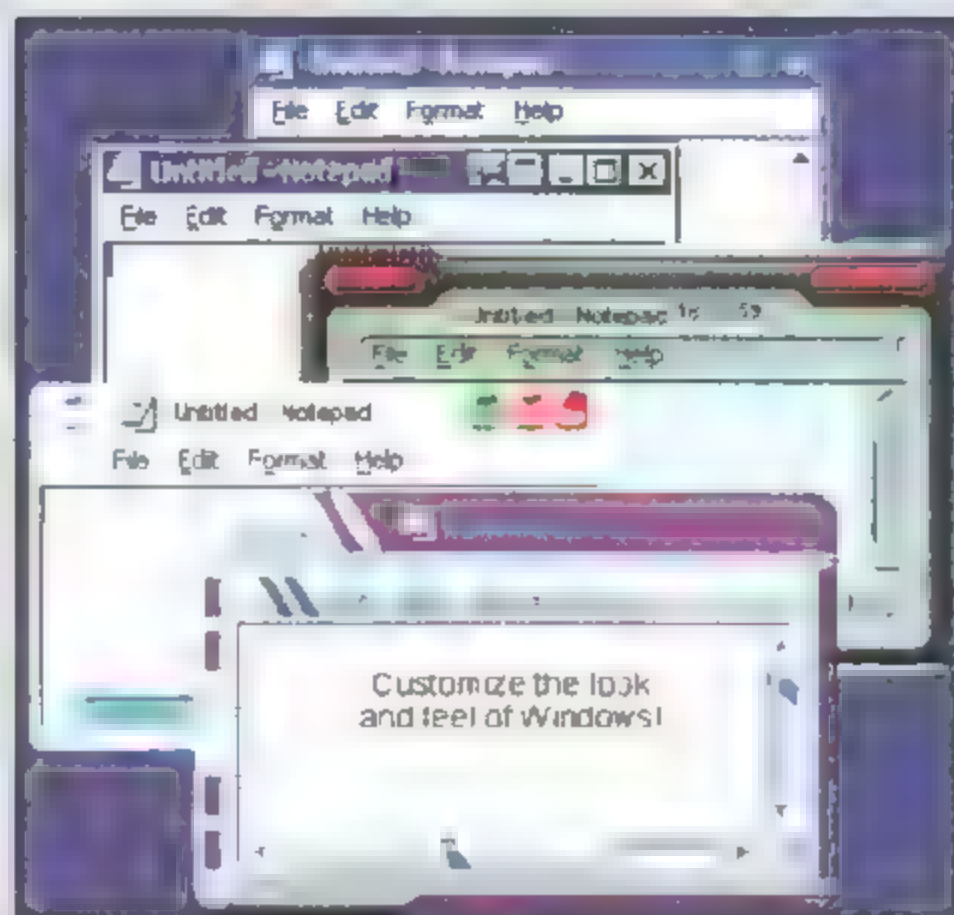 File Edit Format Help
Untitled - Notepad
File Edit Format Help
Untitled Notepad
File Edit Format Help
Untitled Notepad
File Edit Format Help
Customize the look
and feel of Windows!